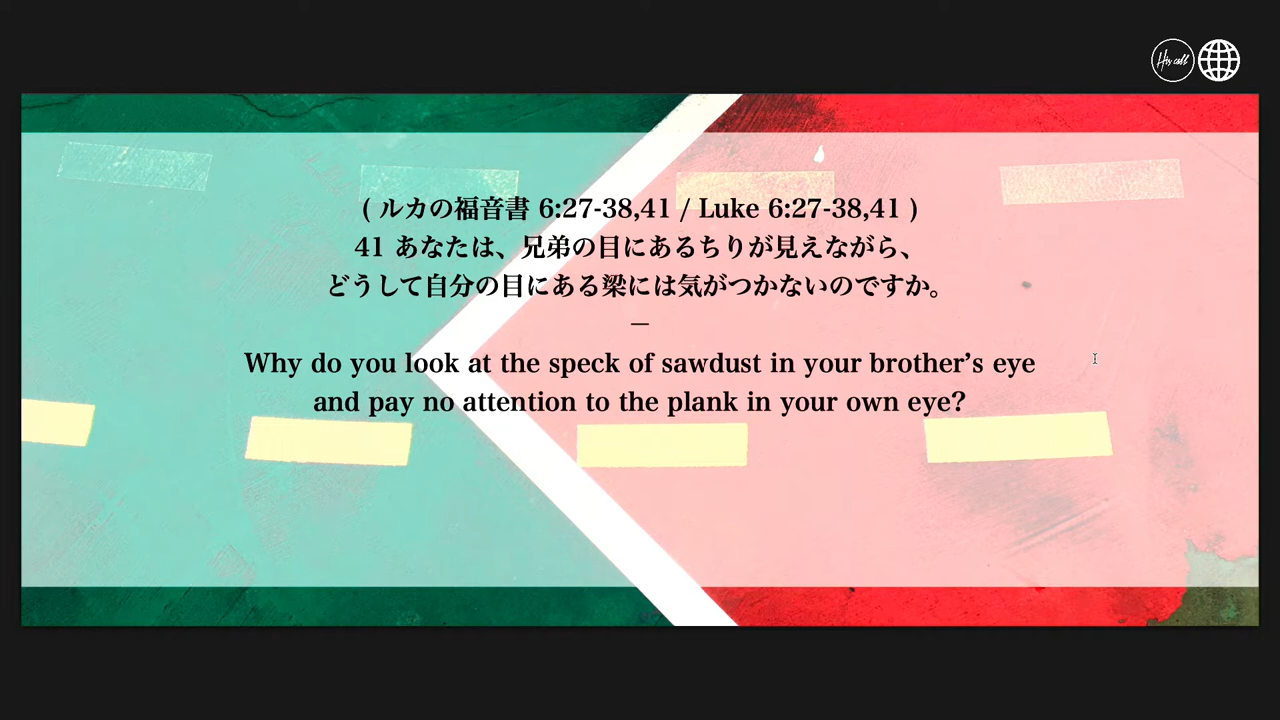 His call
( ルカの福音書 6:27-38,41 / Luke 6:27-38,41 )
41 あなたは、兄弟の目にあるちりが見えながら、
どうして自分の目にある梁には気がつかないのですか。
—
Why do you look at the speck of sawdust in your brother’s eye
and pay no attention to the plank in your own eye?